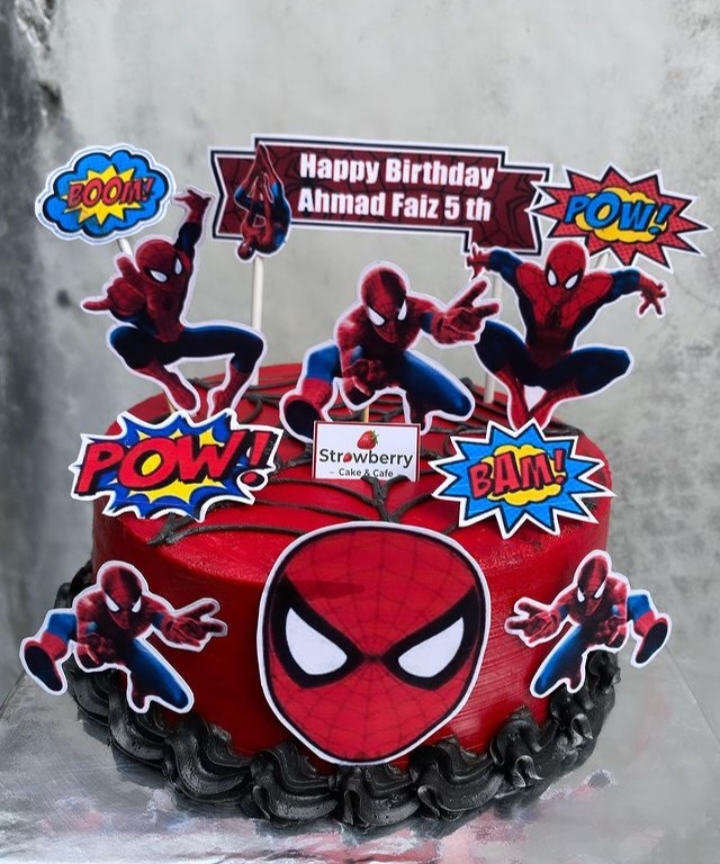 BOOM!
Happy Birthday
Ahmad Faiz 5 th
POW!
POW!
Strawberry
- Cake & Cafe -
BAM!